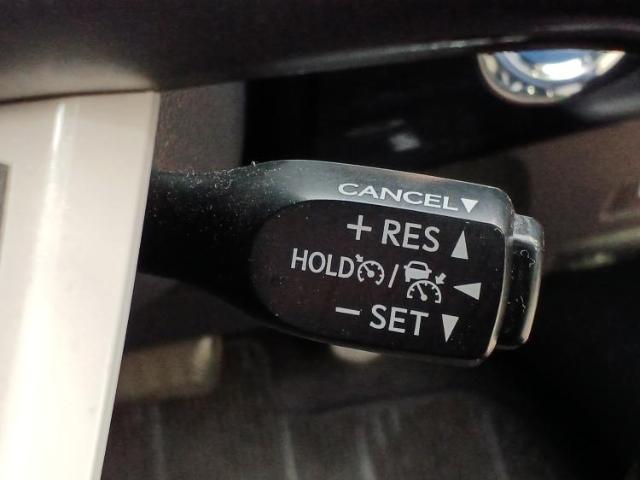 CANCEL▼
+ RES ▲
HOLD / ◀
− SET ▼